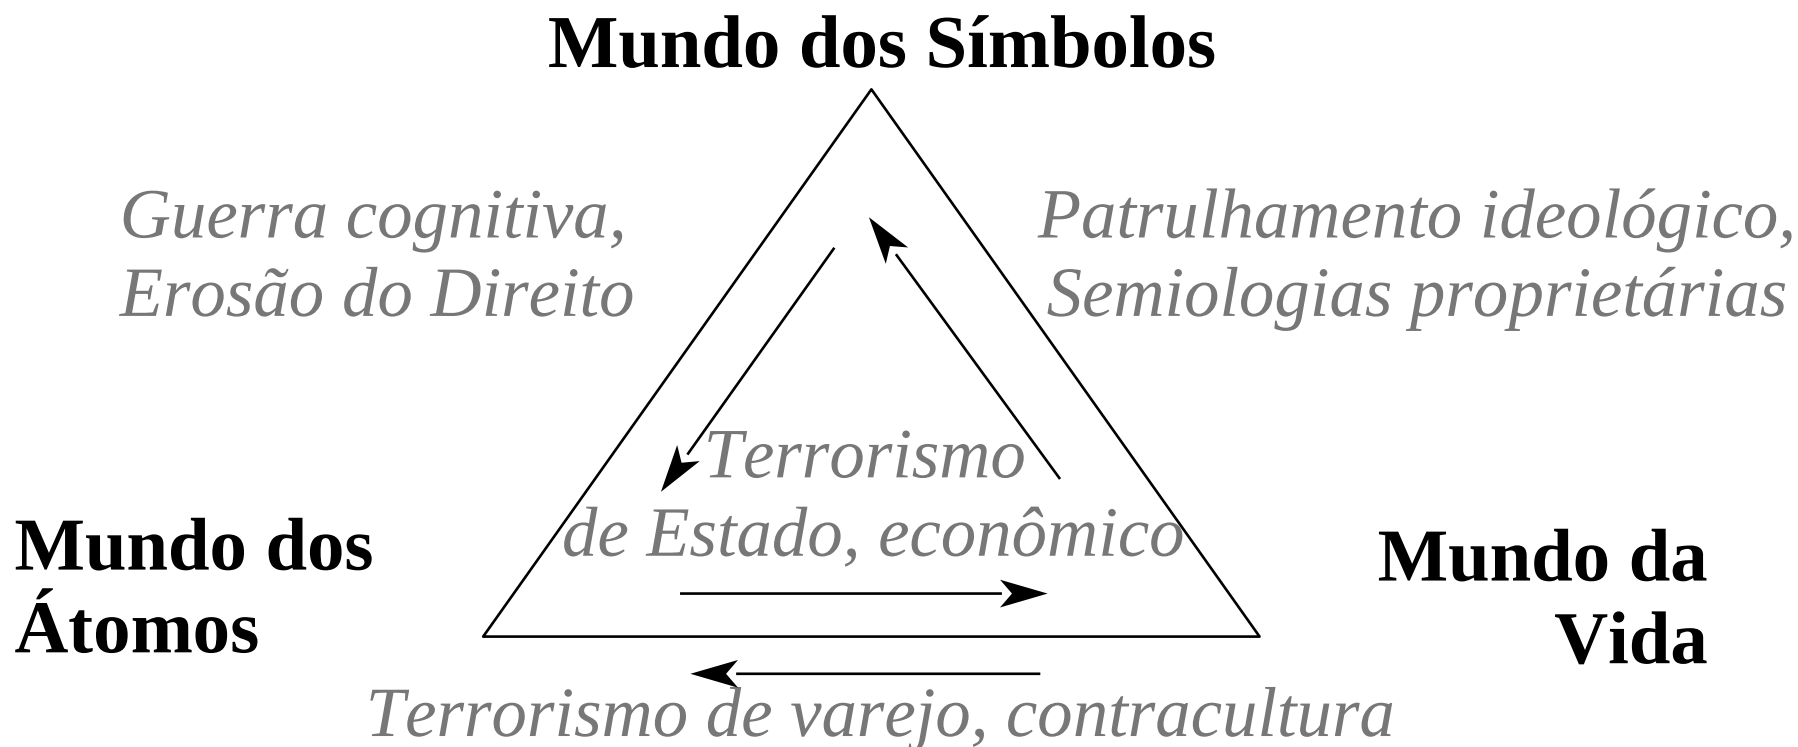 Mundo dos Símbolos
Guerra cognitiva,
Erosão do Direito
Patrulhamento ideológico,
Semiologias proprietárias
Terrorismo
de Estado, econômico
Mundo dos
Átomos
Mundo da
Vida
Terrorismo de varejo, contracultura